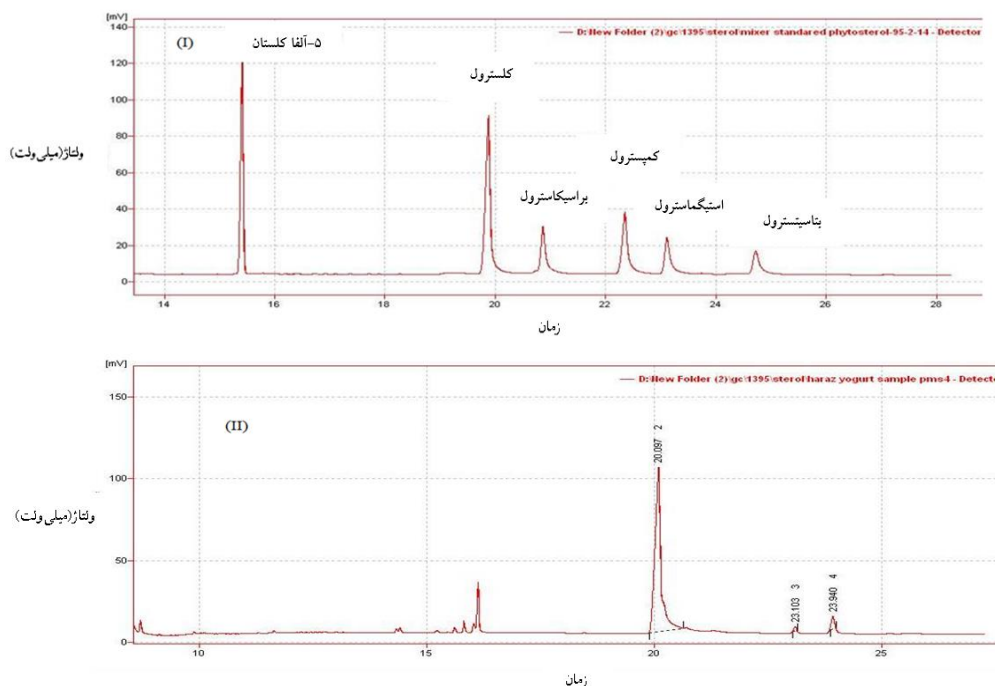 [mV]
140
120
100
80
60
40
20
0
(I)
D:\New Folder (2)\gc\1395\sterol\mixer standared phytosterol-95-2-14 - Detector
۵-آلفا کلستان
کلسترول
براسیکاسترول
کمپسترول
استیگماسترول
بتاسیتسترول
ولتاژ(میلی ولت)
14 16 18 20 22 24 26 28
زمان
[mV]
150
100
50
0
(II)
D:\New Folder (2)\gc\1395\sterol\haraz yogurt sample pms4 - Detecto
20.097 2
23.103 3
23.940 4
ولتاژ(میلی ولت)
10 15 20 25
زمان